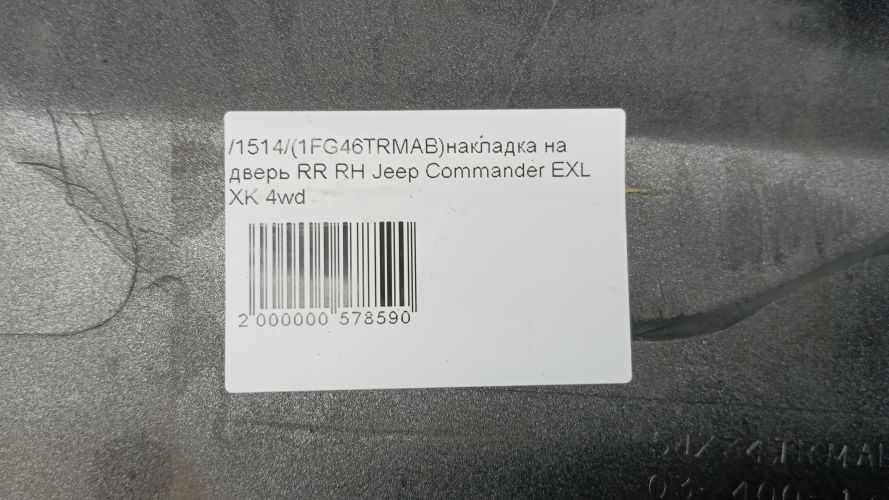 /1514/(1FG46TRMAB)накладка на
дверь RR RH Jeep Commander EXL
XK 4wd
2 000000 578590